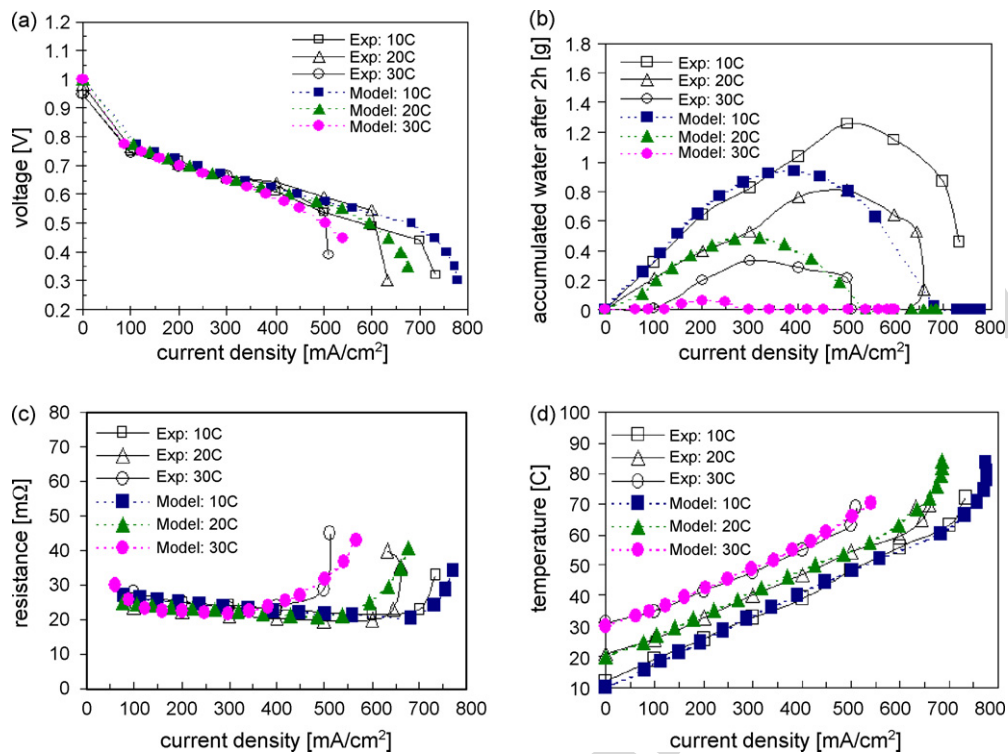 (a)
voltage [V]
1.2
1.1
1
0.9
0.8
0.7
0.6
0.5
0.4
0.3
0.2
Exp: 10C
Exp: 20C
Exp: 30C
Model: 10C
Model: 20C
Model: 30C
0 100 200 300 400 500 600 700 800
current density [mA/cm²]
(b)
accumulated water after 2h [g]
1.8
1.6
1.4
1.2
1
0.8
0.6
0.4
0.2
0
Exp: 10C
Exp: 20C
Exp: 30C
Model: 10C
Model: 20C
Model: 30C
0 100 200 300 400 500 600 700 800
current density [mA/cm²]
(c)
resistance [mΩ]
80
70
60
50
40
30
20
10
0
Exp: 10C
Exp: 20C
Exp: 30C
Model: 10C
Model: 20C
Model: 30C
0 100 200 300 400 500 600 700 800
current density [mA/cm²]
(d)
temperature [C]
100
90
80
70
60
50
40
30
20
10
Exp: 10C
Exp: 20C
Exp: 30C
Model: 10C
Model: 20C
Model: 30C
0 100 200 300 400 500 600 700 800
current density [mA/cm²]